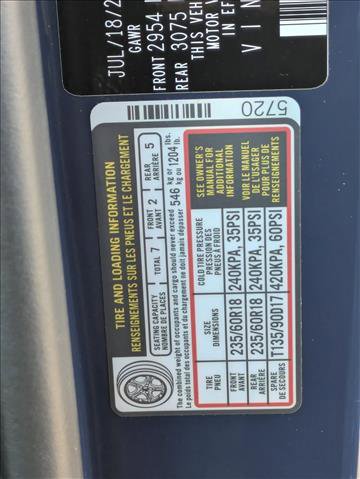 JUL/18/2
GAWR
FRONT 2954
REAR 3075
THIS VEH
MOTOR V
IN EF
V I N
5720
TIRE AND LOADING INFORMATION
RENSEIGNEMENTS SUR LES PNEUS ET LE CHARGEMENT
SEATING CAPACITY
NOMBRE DE PLACES
TOTAL 7
FRONT
AVANT 2
REAR
ARRIÈRE 5
The combined weight of occupants and cargo should never exceed
Le poids total des occupants et du chargement ne doit jamais dépasser
546 kg or 1204 lbs.
kg ou lb.
TIRE
PNEU
SIZE
DIMENSIONS
COLD TIRE PRESSURE
PRESSION DES
PNEUS À FROID
FRONT
AVANT
235/60R18
240KPA, 35PSI
REAR
ARRIÈRE
235/60R18
240KPA, 35PSI
SPARE
DE SECOURS
T135/90D17
420KPA, 60PSI
SEE OWNER'S
MANUAL FOR
ADDITIONAL
INFORMATION
VOIR LE MANUEL
DE L'USAGER
POUR PLUS DE
RENSEIGNEMENTS